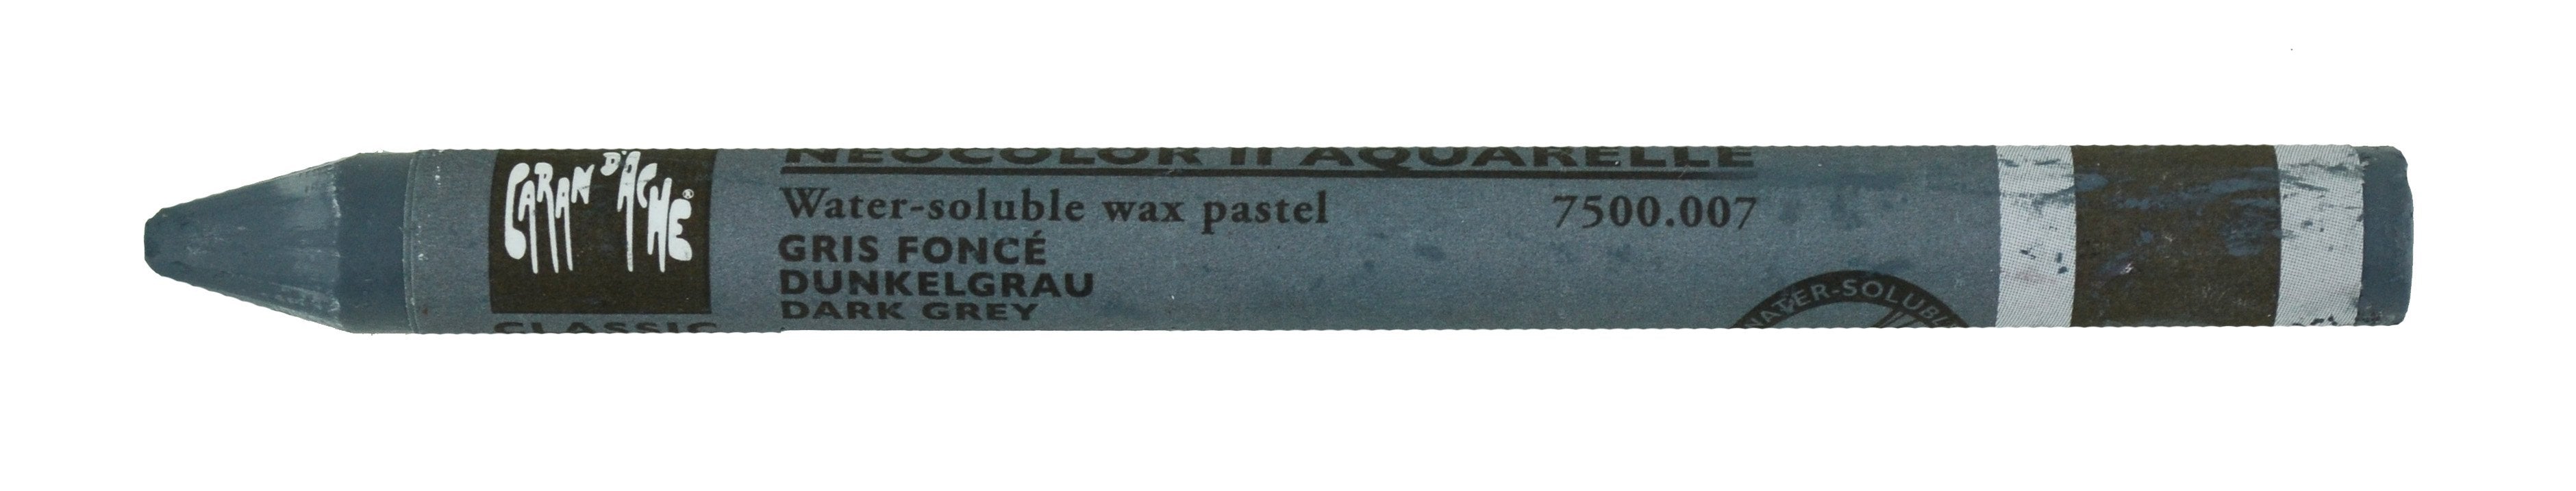 CARAN D'ACHE®
CLASSIC
NEOCOLOR II AQUARELLE
Water-soluble wax pastel 7500.007
GRIS FONCÉ
DUNKELGRAU
DARK GREY
WATER-SOLUBLE